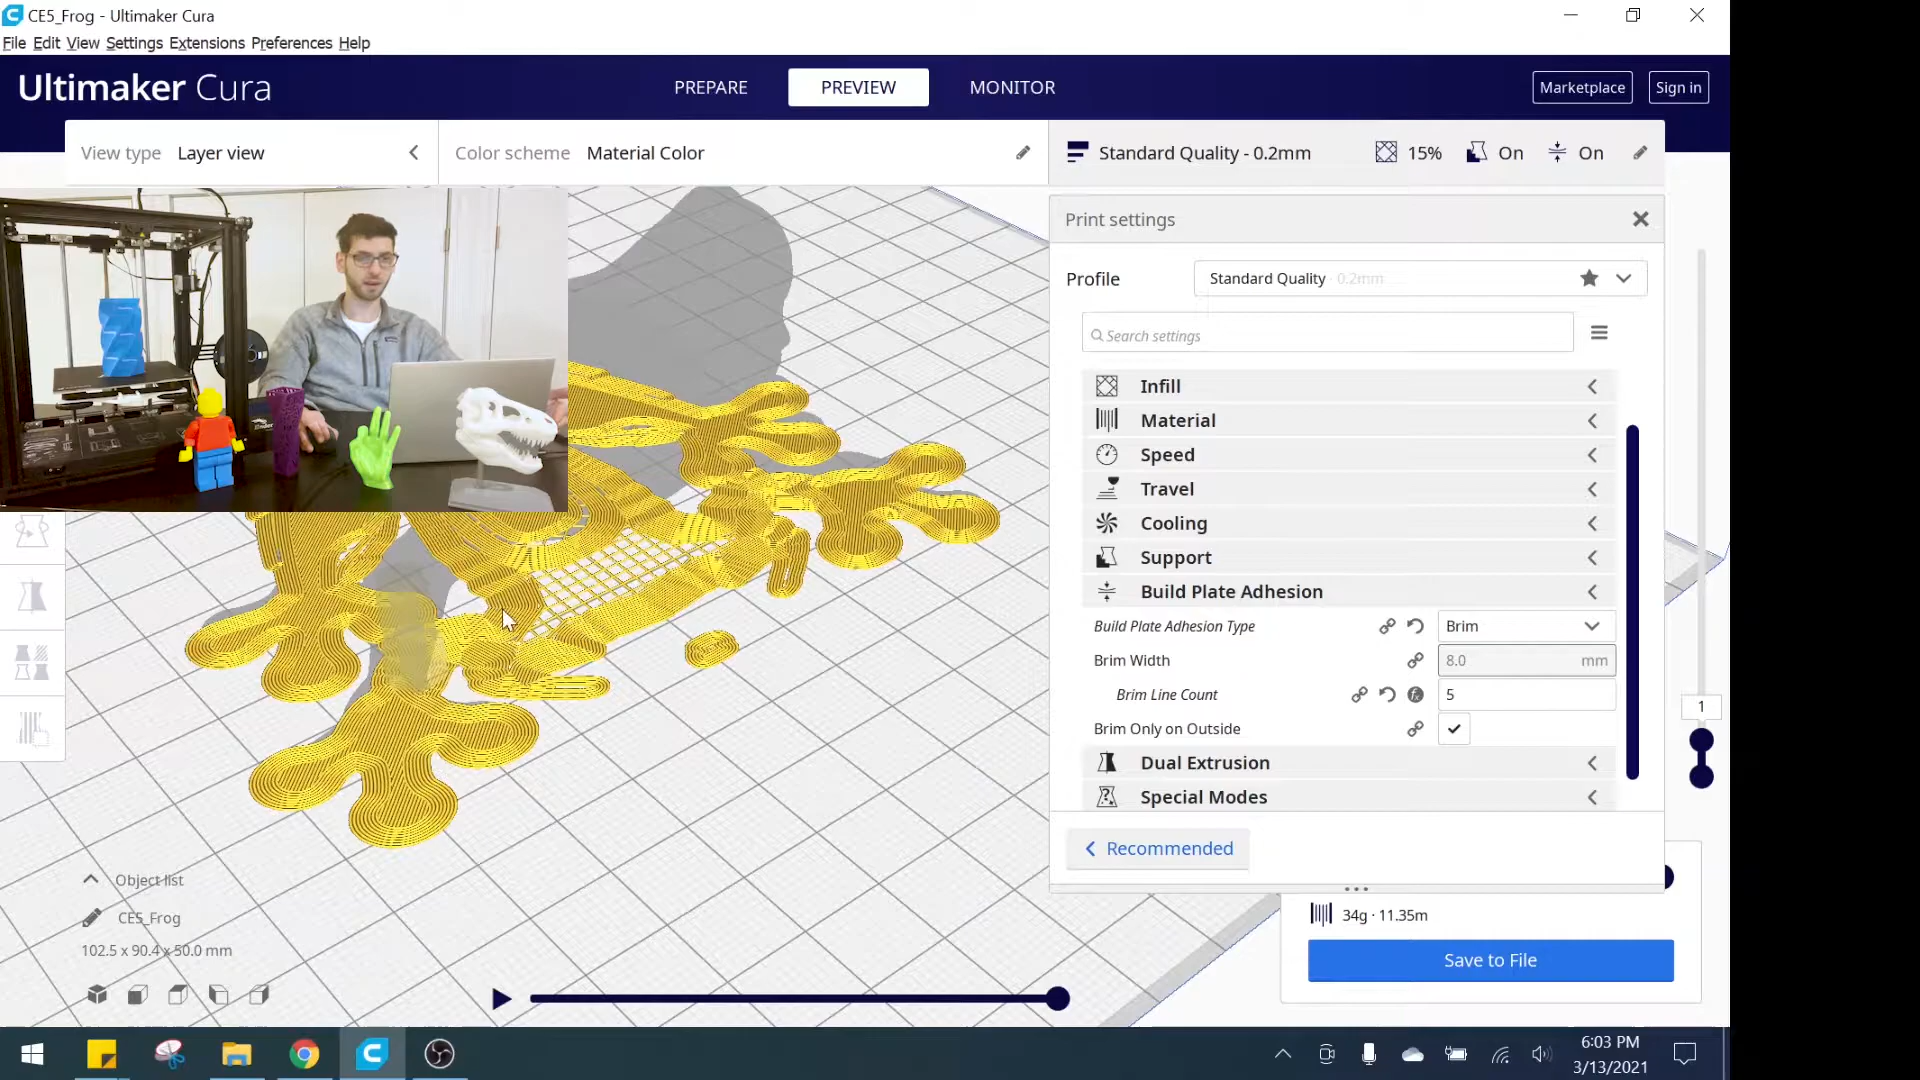 CE5_Frog - Ultimaker Cura
File Edit View Settings Extensions Preferences Help
Ultimaker Cura
PREPARE
PREVIEW
MONITOR
Marketplace
Sign in
View type Layer view
Color scheme Material Color
Standard Quality - 0.2mm
15%
On
On
Print settings
Profile
Standard Quality - 0.2mm
Search settings
Infill
Material
Speed
Travel
Cooling
Support
Build Plate Adhesion
Build Plate Adhesion Type
Brim
Brim Width
8.0 mm
Brim Line Count
5
Brim Only on Outside
Dual Extrusion
Special Modes
Recommended
1
Object list
CE5_Frog
102.5 x 90.4 x 50.0 mm
34g · 11.35m
Save to File
6:03 PM
3/13/2021